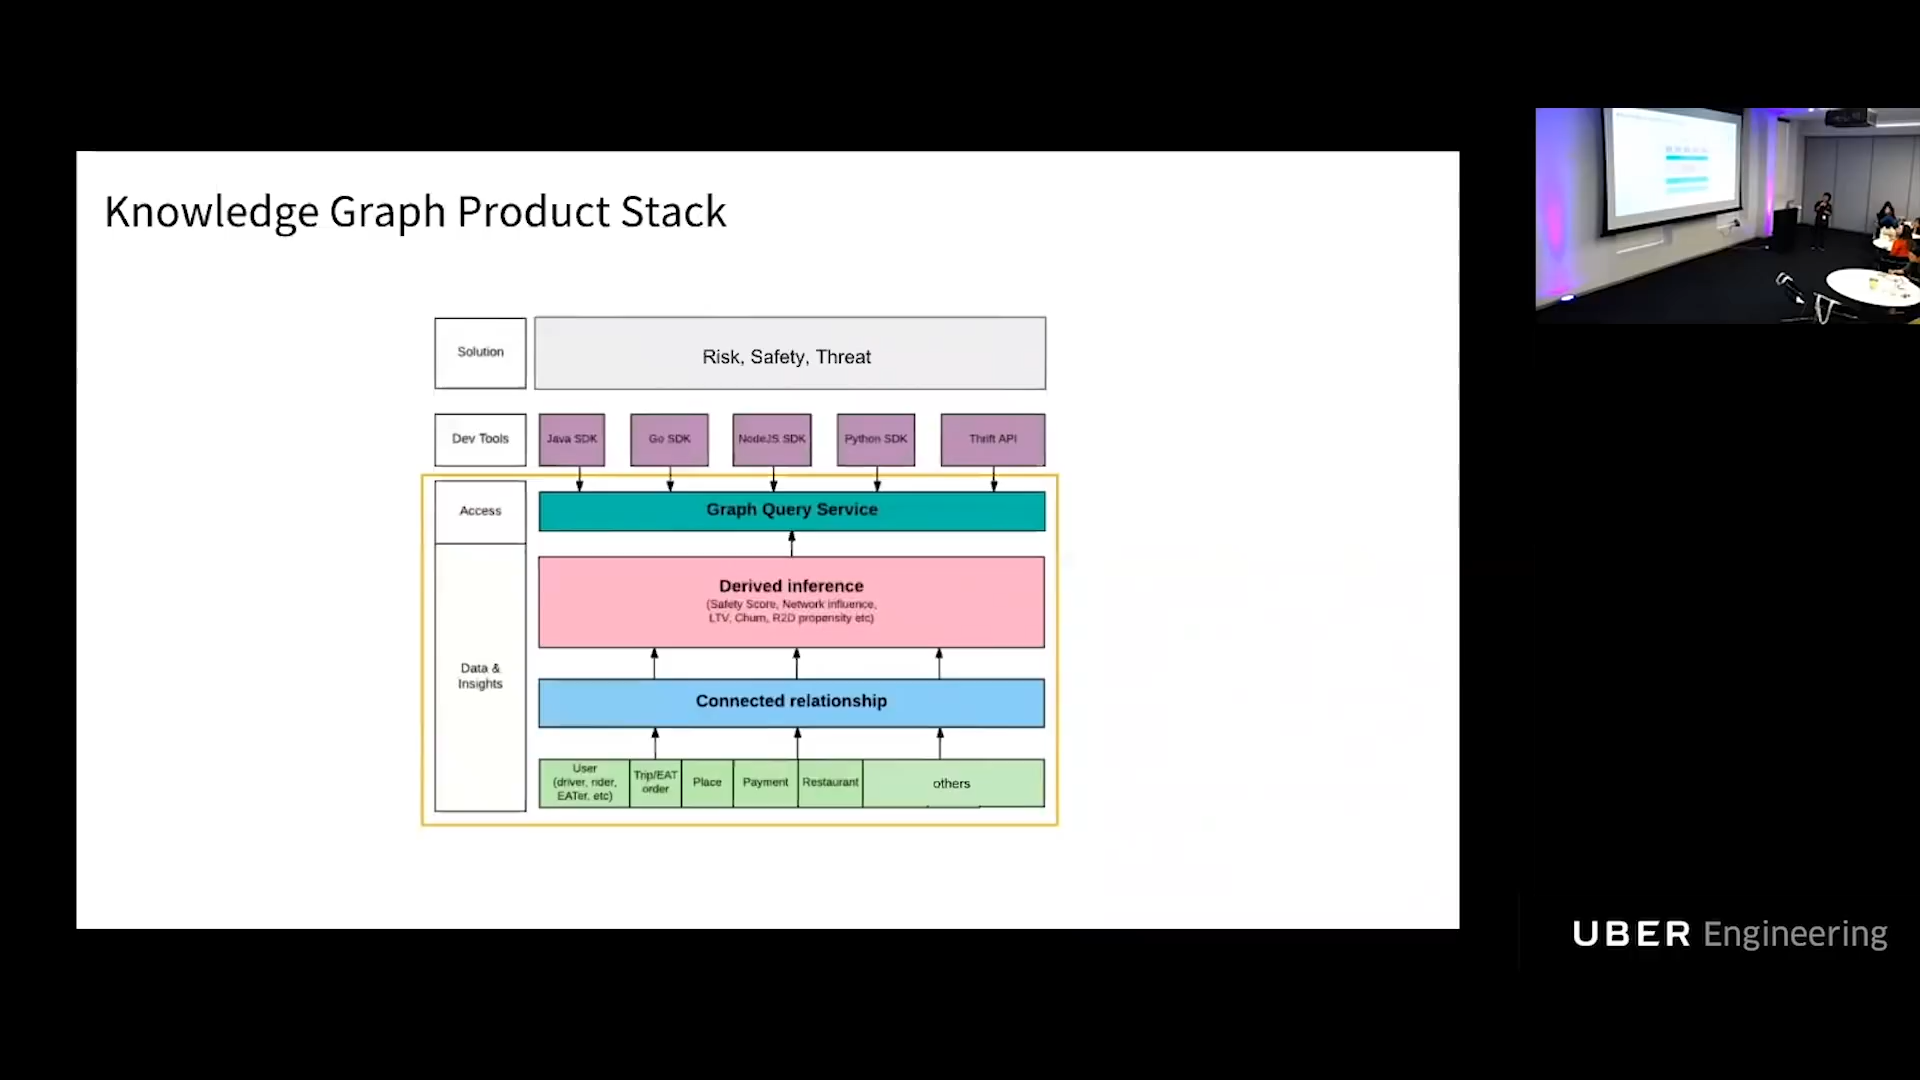 Knowledge Graph Product Stack
Solution
Risk, Safety, Threat
Dev Tools
Java SDK
Go SDK
NodeJS SDK
Python SDK
Thrift API
Access
Graph Query Service
Derived inference
(Safety Score, Network influence,
LTV, Churn, R2D propensity etc)
Data &
Insights
Connected relationship
User
(driver, rider,
EATer, etc)
Trip/EAT
order
Place
Payment
Restaurant
others
UBER Engineering